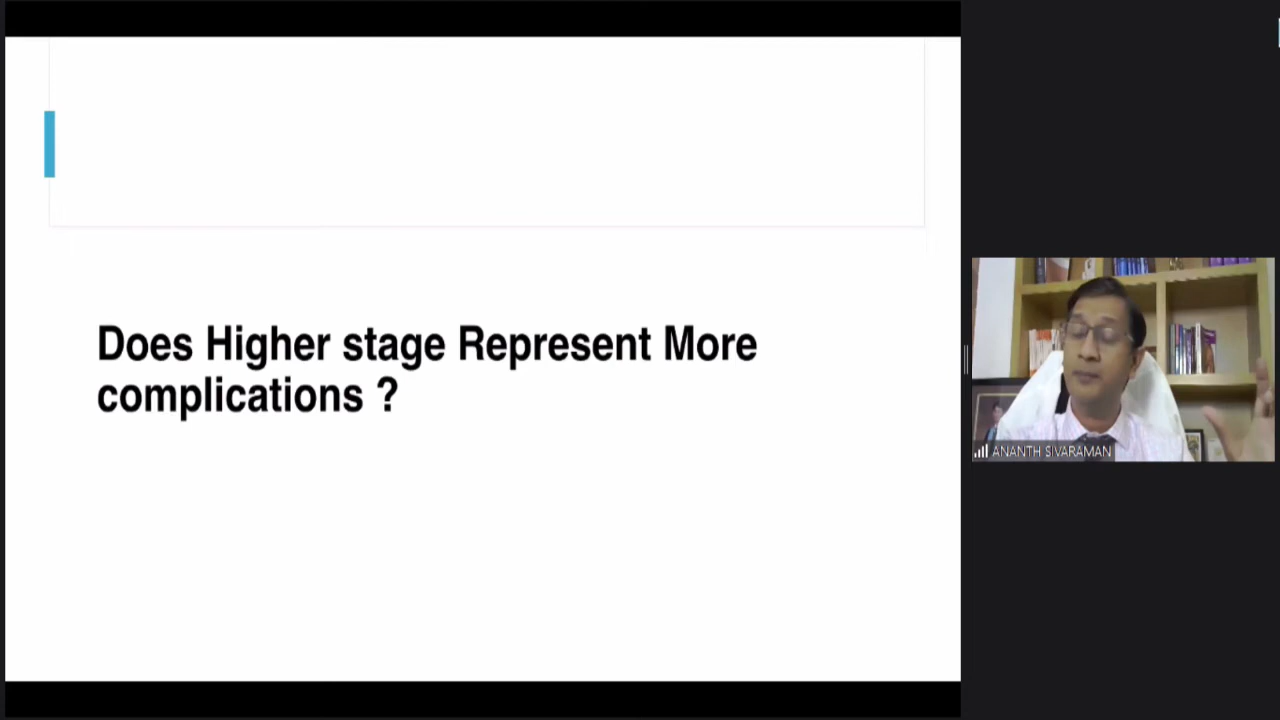 Does Higher stage Represent More
complications ?
ANANTH SIVARAMAN